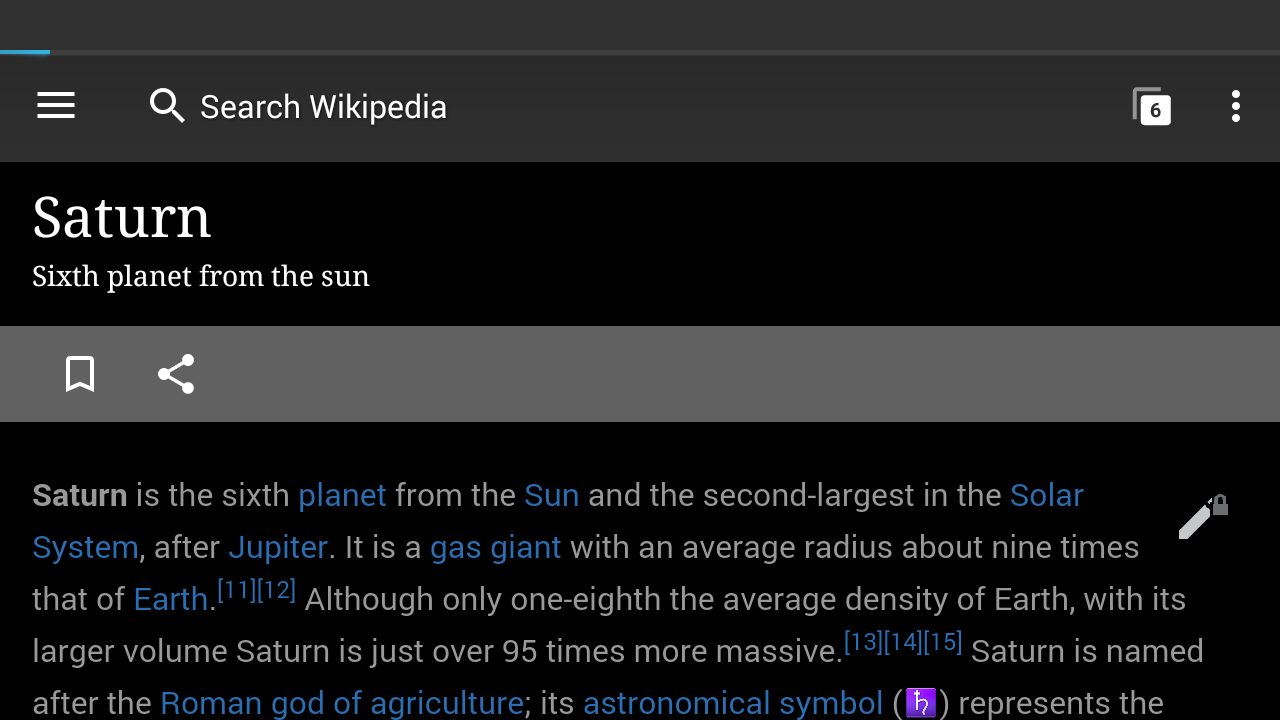 Search Wikipedia
6
Saturn
Sixth planet from the sun
Saturn is the sixth planet from the Sun and the second-largest in the Solar
System, after Jupiter. It is a gas giant with an average radius about nine times
that of Earth.[11][12] Although only one-eighth the average density of Earth, with its
larger volume Saturn is just over 95 times more massive.[13][14][15] Saturn is named
after the Roman god of agriculture; its astronomical symbol (♄) represents the